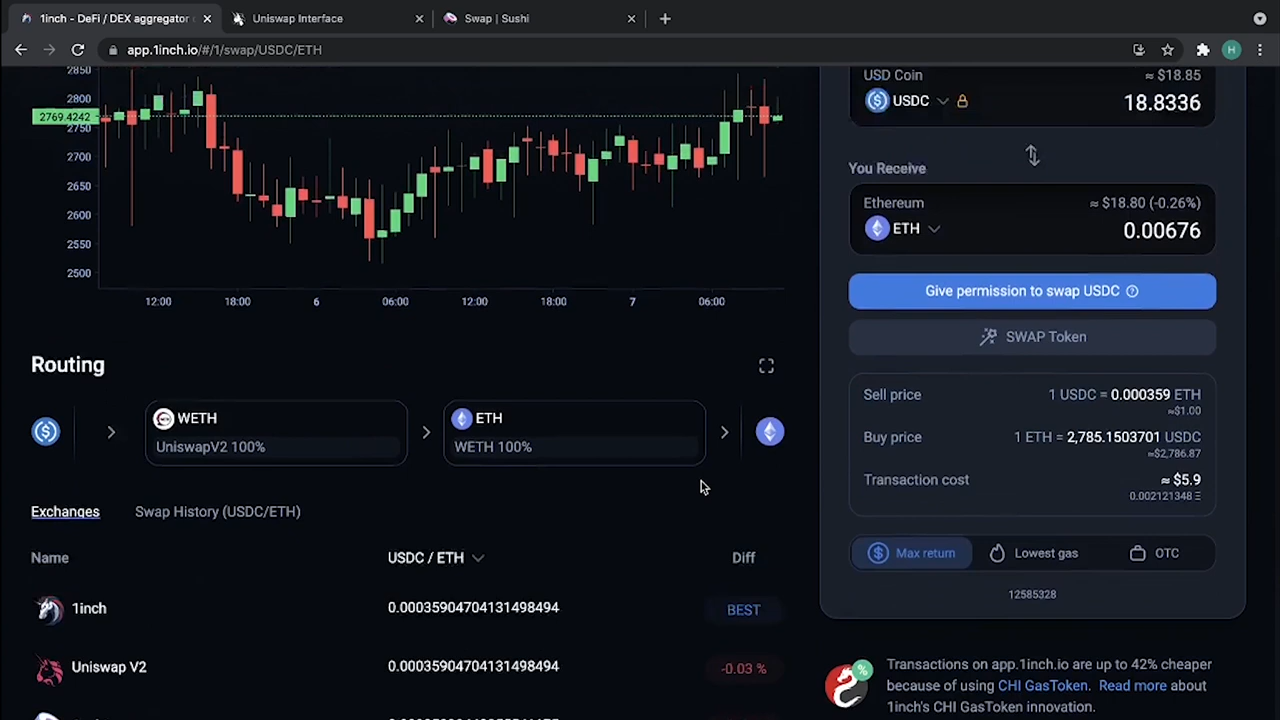 1inch - DeFi / DEX aggregator
Uniswap Interface
Swap | Sushi
app.1inch.io/#/1/swap/USDC/ETH
H
2850
2800
2769.4242
2750
2700
2650
2600
2550
2500
12:00 18:00 6 06:00 12:00 18:00 7 06:00
USD Coin ≈ $18.85
USDC 18.8336
You Receive
Ethereum ≈ $18.80 (-0.26%)
ETH 0.00676
Give permission to swap USDC
SWAP Token
Sell price 1 USDC = 0.000359 ETH
≈$1.00
Buy price 1 ETH = 2,785.1503701 USDC
≈$2,786.87
Transaction cost ≈ $5.9
0.002121348 Ξ
Max return Lowest gas OTC
12585328
Transactions on app.1inch.io are up to 42% cheaper
because of using CHI GasToken. Read more about
1inch's CHI GasToken innovation.
Routing
WETH
UniswapV2 100%
ETH
WETH 100%
Exchanges Swap History (USDC/ETH)
Name USDC / ETH Diff
1inch 0.00035904704131498494 BEST
Uniswap V2 0.00035904704131498494 -0.03 %